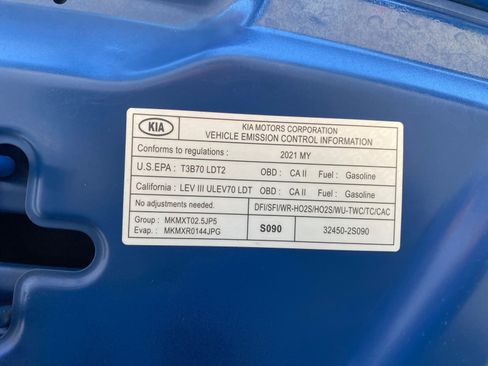 KIA
KIA MOTORS CORPORATION
VEHICLE EMISSION CONTROL INFORMATION
Conforms to regulations : 2021 MY
U.S.EPA : T3B70 LDT2 OBD : CA II Fuel : Gasoline
California : LEV III ULEV70 LDT OBD : CA II Fuel : Gasoline
No adjustments needed. DFI/SFI/WR-HO2S/HO2S/WU-TWC/TC/CAC
Group : MKMXT02.5JP5
Evap. : MKMXR0144JPG
S090 32450-2S090